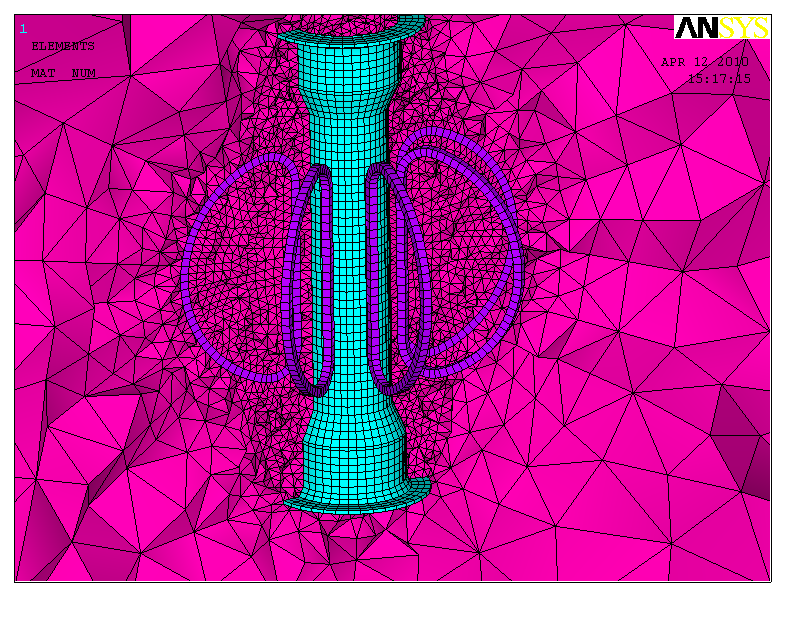 1
ANSYS
ELEMENTS
MAT NUM
APR 12 2010
15:17:15